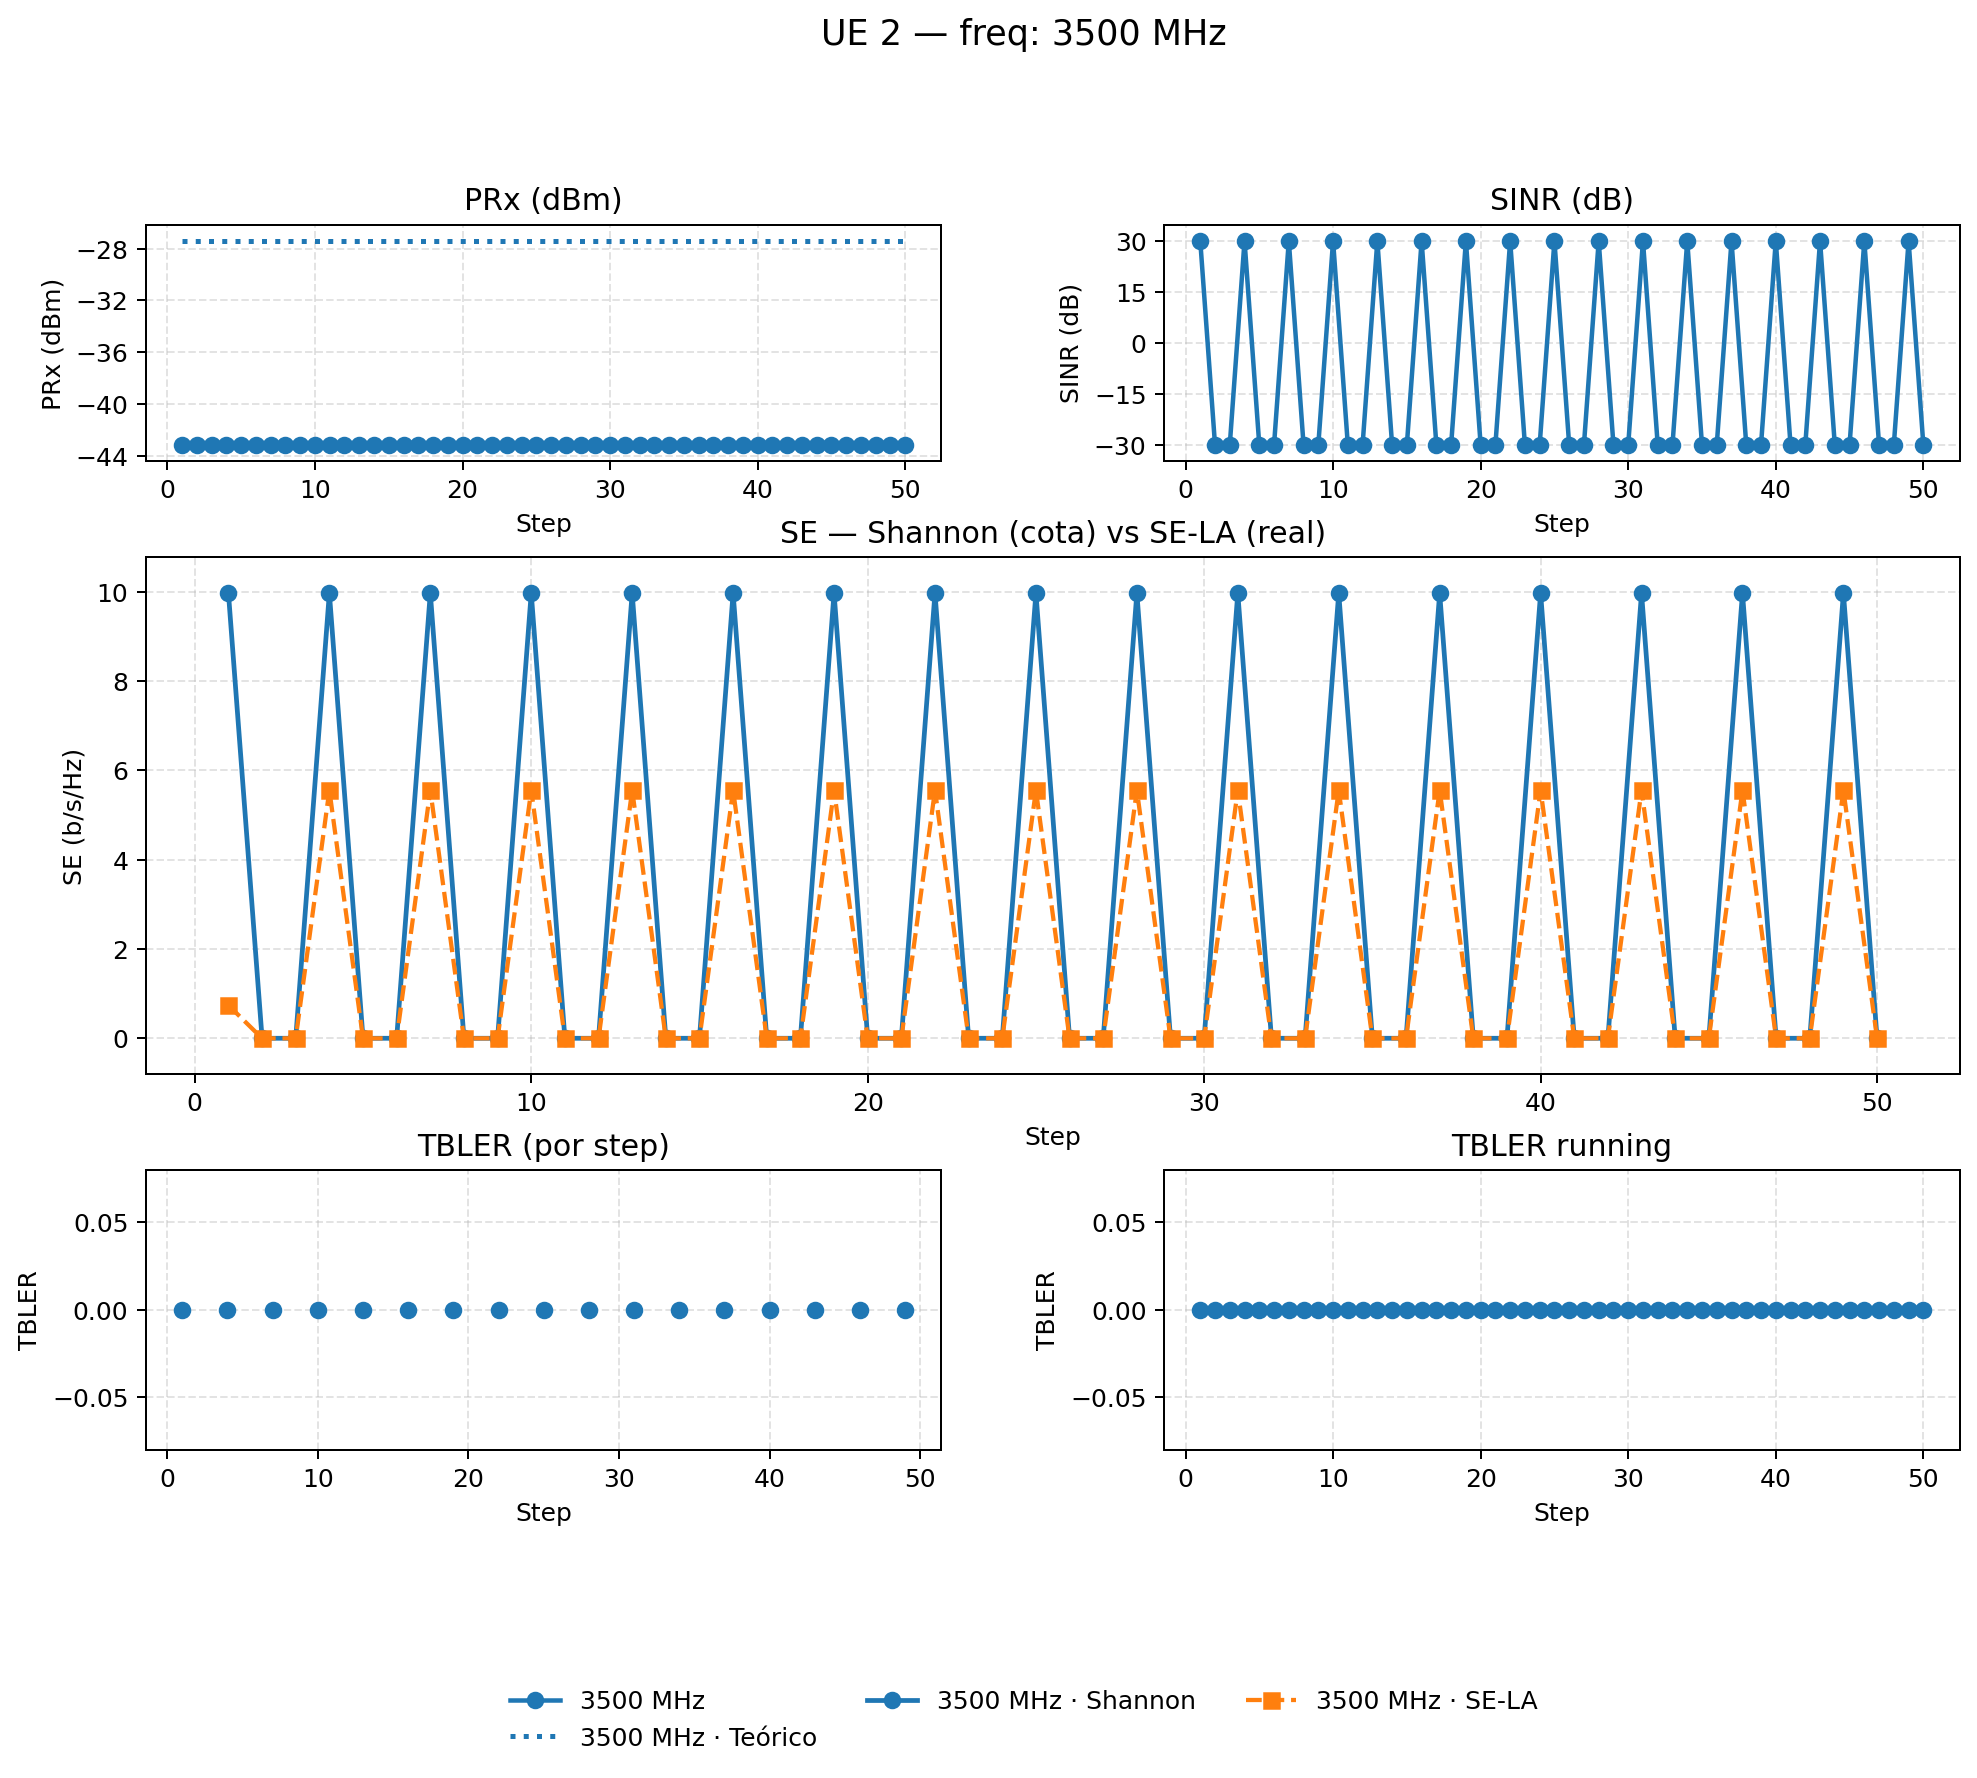 UE 2 — freq: 3500 MHz
PRx (dBm)
PRx (dBm)
−28
−32
−36
−40
−44
0 10 20 30 40 50
Step
SINR (dB)
SINR (dB)
30
15
0
−15
−30
0 10 20 30 40 50
Step
SE — Shannon (cota) vs SE-LA (real)
SE (b/s/Hz)
10
8
6
4
2
0
0 10 20 30 40 50
Step
TBLER (por step)
TBLER
0.05
0.00
−0.05
0 10 20 30 40 50
Step
TBLER running
TBLER
0.05
0.00
−0.05
0 10 20 30 40 50
Step
3500 MHz
3500 MHz · Teórico
3500 MHz · Shannon
3500 MHz · SE-LA